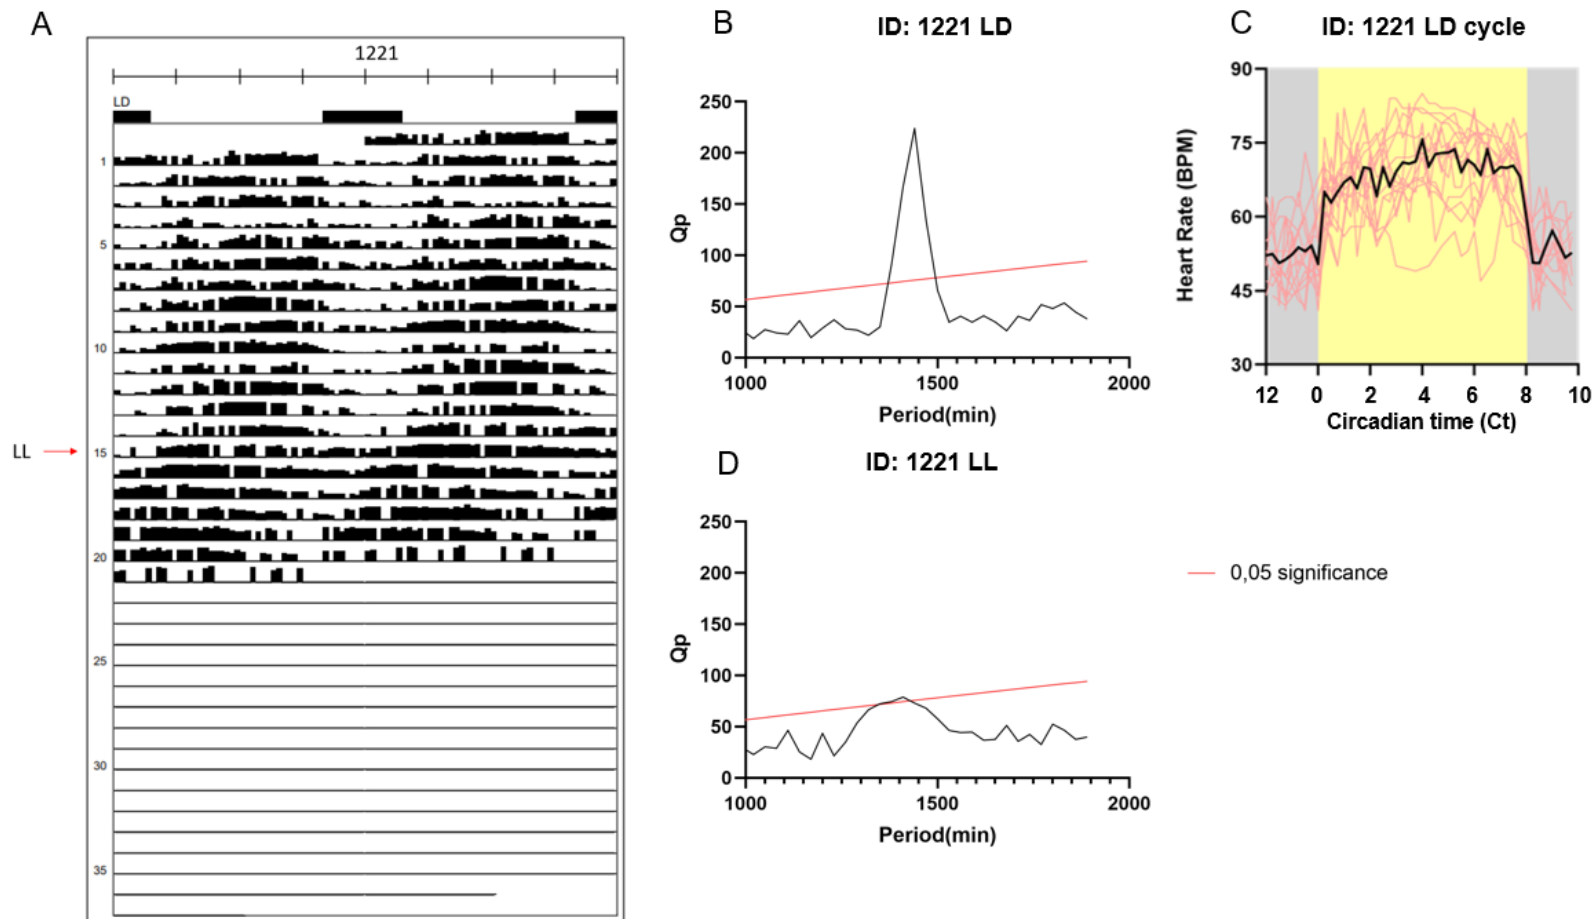 A
1221
LD
1
5
10
15
20
25
30
35
LL
B
ID: 1221 LD
250
200
150
100
50
0
Qp
1000
1500
2000
Period(min)
C
ID: 1221 LD cycle
90
75
60
45
30
Heart Rate (BPM)
12 0 2 4 6 8 10
Circadian time (Ct)
D
ID: 1221 LL
250
200
150
100
50
0
Qp
1000
1500
2000
Period(min)
0,05 significance